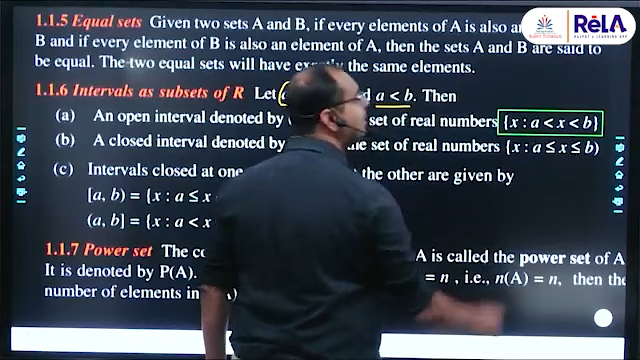 1.1.5 Equal sets Given two sets A and B, if every elements of A is also an
B and if every element of B is also an element of A, then the sets A and B are said to
be equal. The two equal sets will have exactly the same elements.
1.1.6 Intervals as subsets of R Let a < b. Then
(a) An open interval denoted by set of real numbers {x : a < x < b}
(b) A closed interval denoted by set of real numbers {x : a ≤ x ≤ b)
(c) Intervals closed at one the other are given by
[a, b) = {x : a ≤ x
(a, b] = {x : a < x
1.1.7 Power set The A is called the power set of A.
It is denoted by P(A). = n , i.e., n(A) = n, then the
number of elements in
RELA